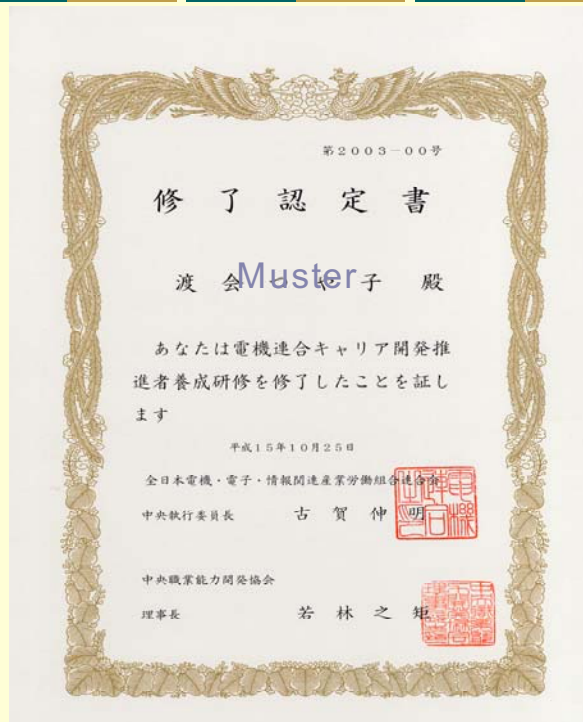 第2003-00号
修了認定書
渡会 や子 殿
Muster
あなたは電機連合キャリア開発推
進者養成研修を修了したことを証し
ます
平成15年10月25日
全日本電機・電子・情報関連産業労働組合連合会
中央執行委員長 古賀伸明
中央職業能力開発協会
理事長 若林之矩